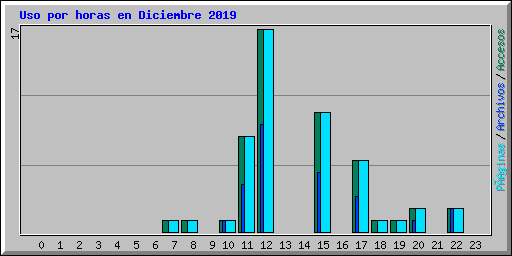 Uso por horas en Diciembre 2019
17
PÃginas / Archivos / Accesos
0 1 2 3 4 5 6 7 8 9 10 11 12 13 14 15 16 17 18 19 20 21 22 23